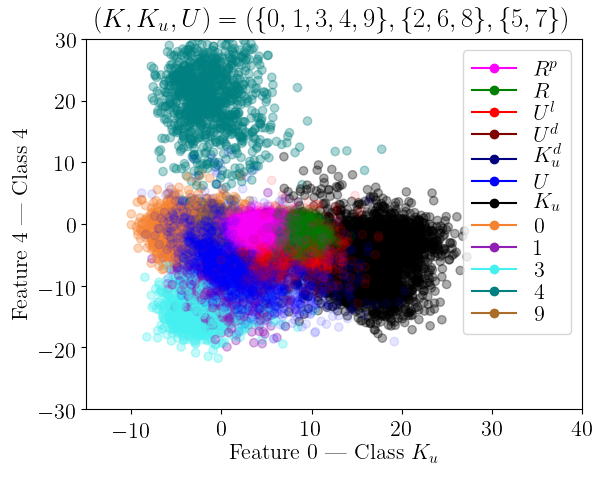 (K, K_u, U) = ({0, 1, 3, 4, 9}, {2, 6, 8}, {5, 7})
30
20
10
0
−10
−20
−30
Feature 4 — Class 4
R^p
R
U^l
U^d
K_u^d
U
K_u
0
1
3
4
9
−10
0
10
20
30
40
Feature 0 — Class K_u